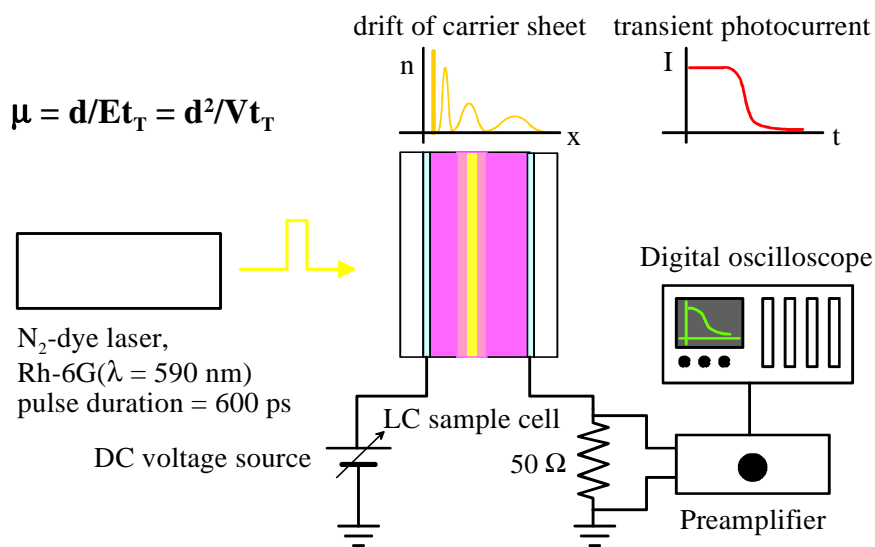 drift of carrier sheet
transient photocurrent
n
x
I
t
μ = d/Et_T = d²/Vt_T
Digital oscilloscope
N₂-dye laser,
Rh-6G(λ = 590 nm)
pulse duration = 600 ps
LC sample cell
DC voltage source
50 Ω
Preamplifier